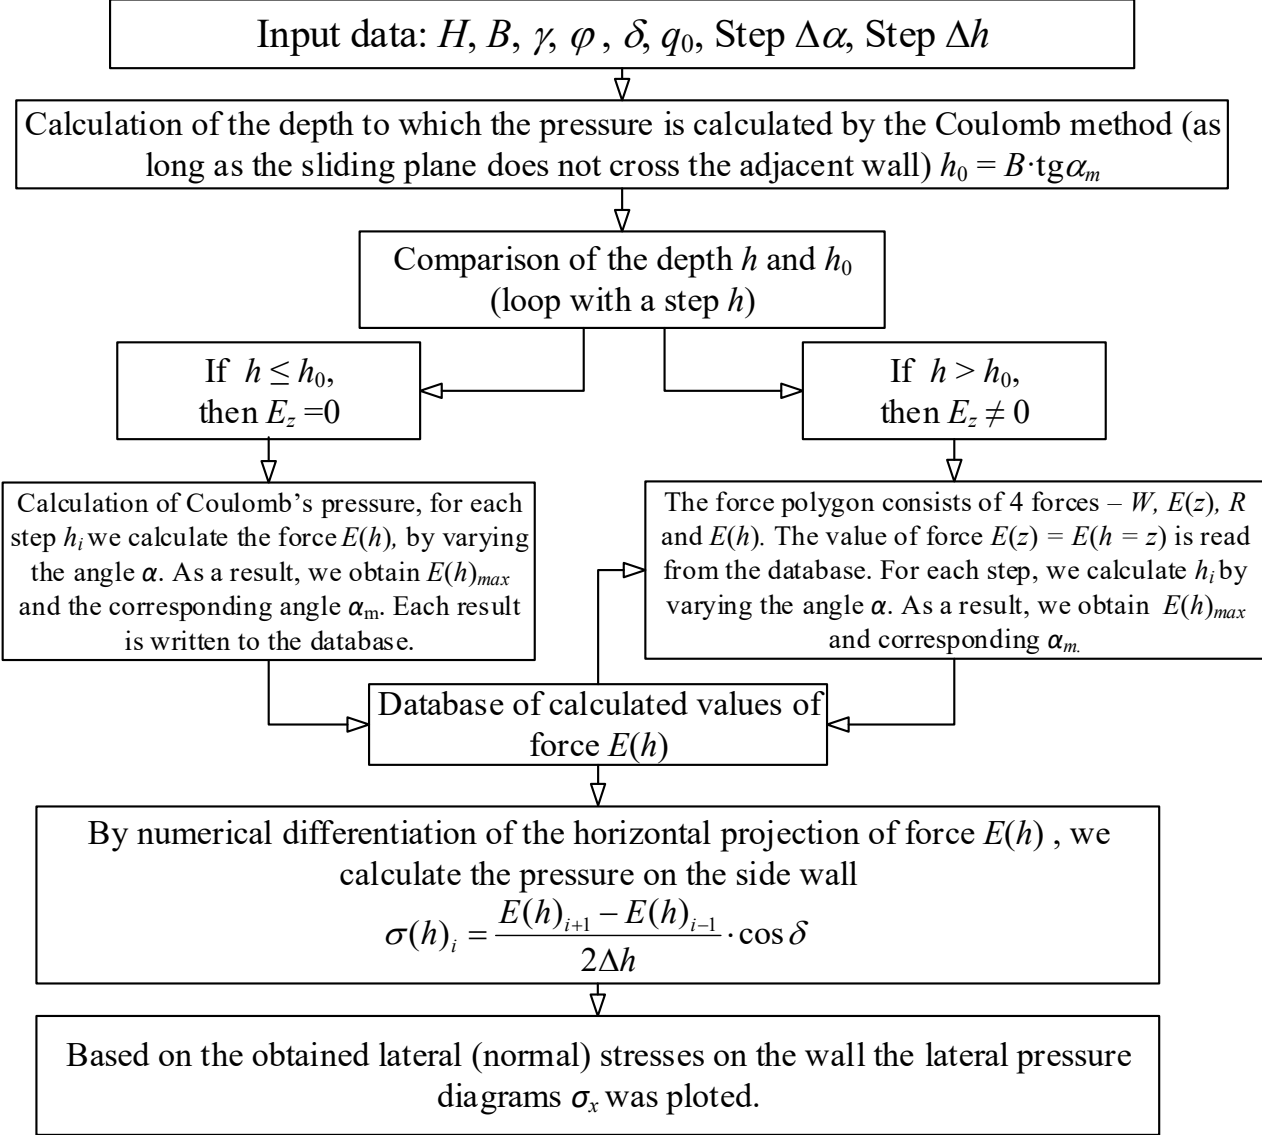 Input data: H, B, γ, φ , δ, q₀, Step Δα, Step Δh
Calculation of the depth to which the pressure is calculated by the Coulomb method (as
long as the sliding plane does not cross the adjacent wall) h₀ = B·tgαₘ
Comparison of the depth h and h₀
(loop with a step h)
If h ≤ h₀,
then E_z =0
If h > h₀,
then E_z ≠ 0
Calculation of Coulomb’s pressure, for each
step hᵢ we calculate the force E(h), by varying
the angle α. As a result, we obtain E(h)ₘₐₓ
and the corresponding angle αₘ. Each result
is written to the database.
The force polygon consists of 4 forces – W, E(z), R
and E(h). The value of force E(z) = E(h = z) is read
from the database. For each step, we calculate hᵢ by
varying the angle α. As a result, we obtain E(h)ₘₐₓ
and corresponding αₘ.
Database of calculated values of
force E(h)
By numerical differentiation of the horizontal projection of force E(h) , we
calculate the pressure on the side wall
σ(h)ᵢ = (E(h)ᵢ₊₁ − E(h)ᵢ₋₁) / 2Δh · cos δ
Based on the obtained lateral (normal) stresses on the wall the lateral pressure
diagrams σₓ was ploted.